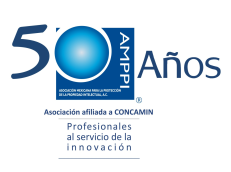 50 Años
AMPPI
ASOCIACIÓN MEXICANA PARA LA PROTECCIÓN
DE LA PROPIEDAD INTELECTUAL A.C.
®
Asociación afiliada a CONCAMIN
Profesionales
al servicio de la
innovación